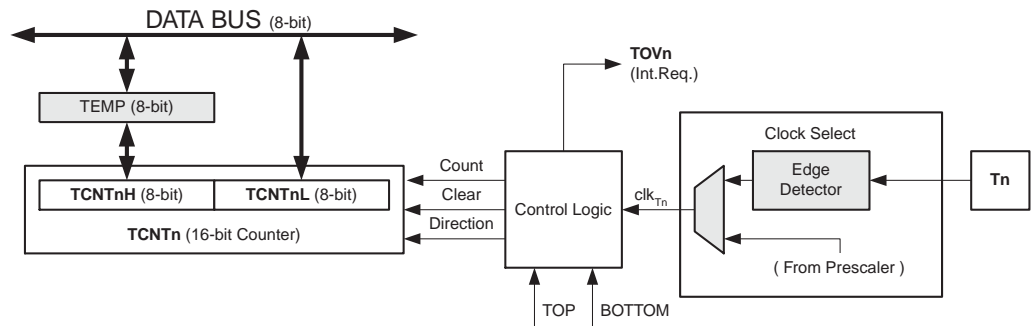 DATA BUS (8-bit)
TEMP (8-bit)
TCNTnH (8-bit)
TCNTnL (8-bit)
TCNTn (16-bit Counter)
Count
Clear
Direction
Control Logic
TOVn
(Int.Req.)
TOP
BOTTOM
clkTn
Clock Select
Edge
Detector
( From Prescaler )
Tn